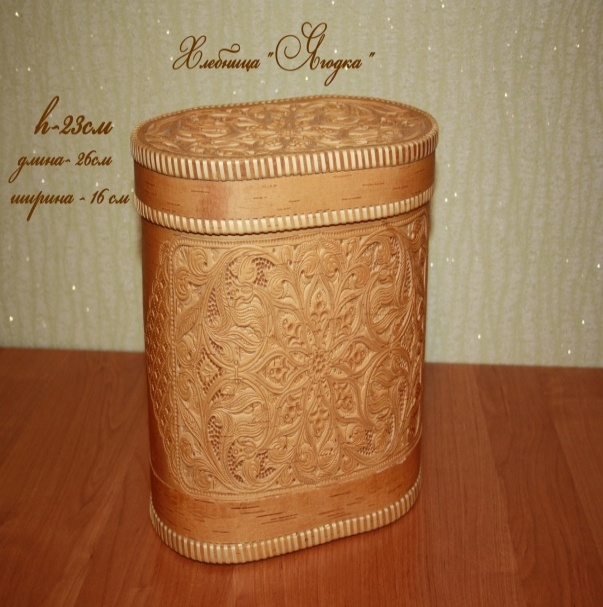 Хлебница "Ягодка"
h-23см
длина- 26см
ширина - 16 см